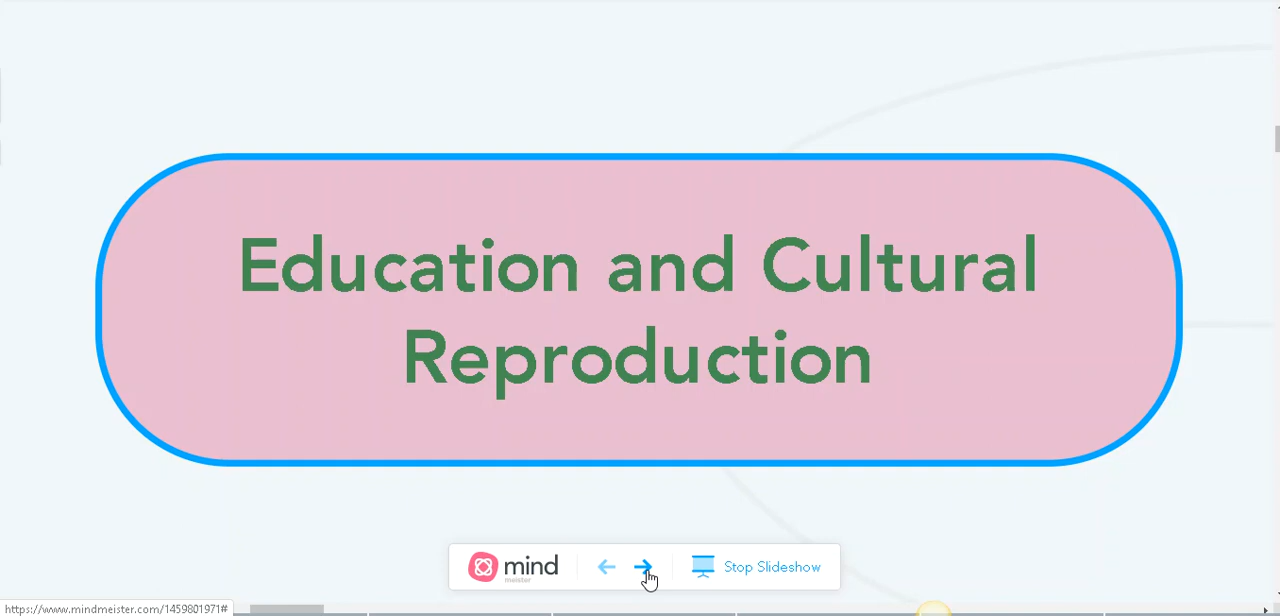 Education and Cultural
Reproduction
mind
meister
Stop Slideshow
https://www.mindmeister.com/1459801971#